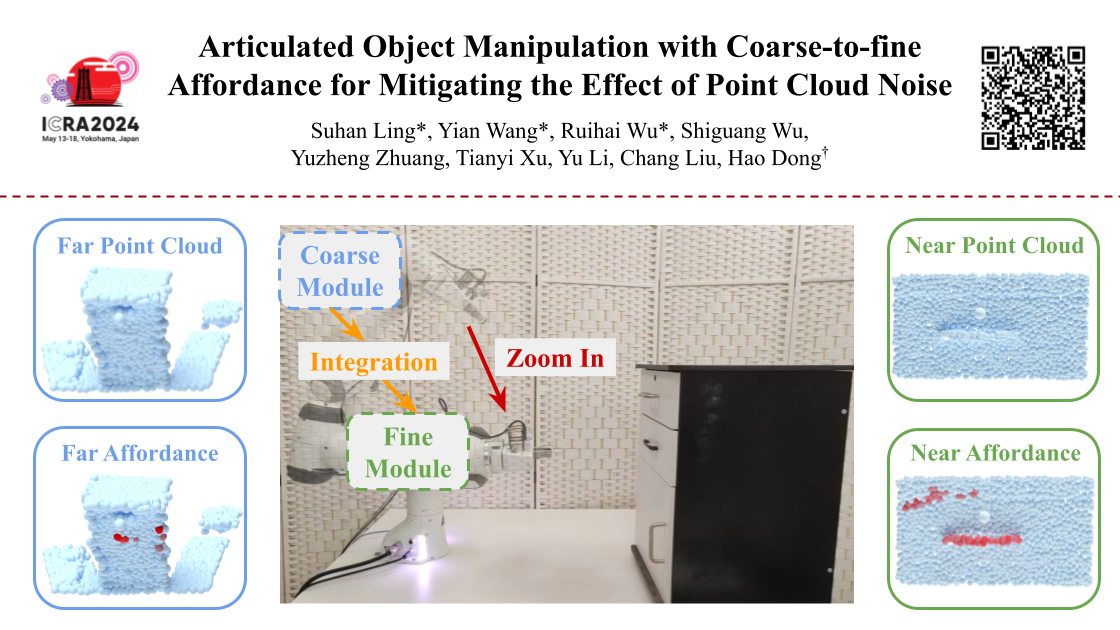 Articulated Object Manipulation with Coarse-to-fine
Affordance for Mitigating the Effect of Point Cloud Noise
Suhan Ling*, Yian Wang*, Ruihai Wu*, Shiguang Wu,
Yuzheng Zhuang, Tianyi Xu, Yu Li, Chang Liu, Hao Dong†
ICRA2024
May 13-18, Yokohama, Japan
Far Point Cloud
Far Affordance
Coarse
Module
Integration
Zoom In
Fine
Module
Near Point Cloud
Near Affordance